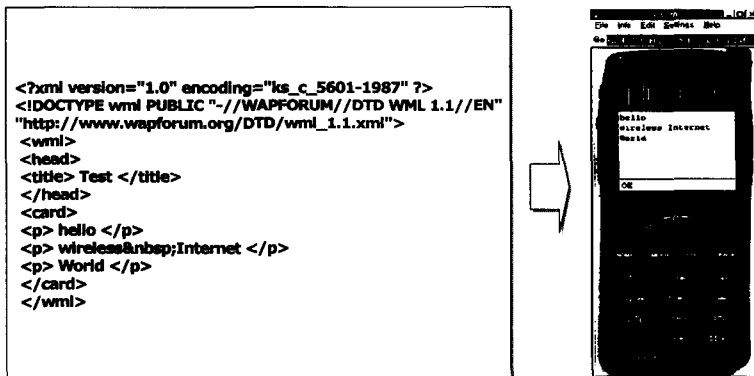 <?xml version="1.0" encoding="ks_c_5601-1987" ?>
<!DOCTYPE wml PUBLIC "-//WAPFORUM//DTD WML 1.1//EN"
"http://www.wapforum.org/DTD/wml_1.1.xml">
<wml>
<head>
<title> Test </title>
</head>
<card>
<p> hello </p>
<p> wireless&nbsp;Internet </p>
<p> World </p>
</card>
</wml>
File Info Edit Settings Help
Go
hello
wireless Internet
World
OK